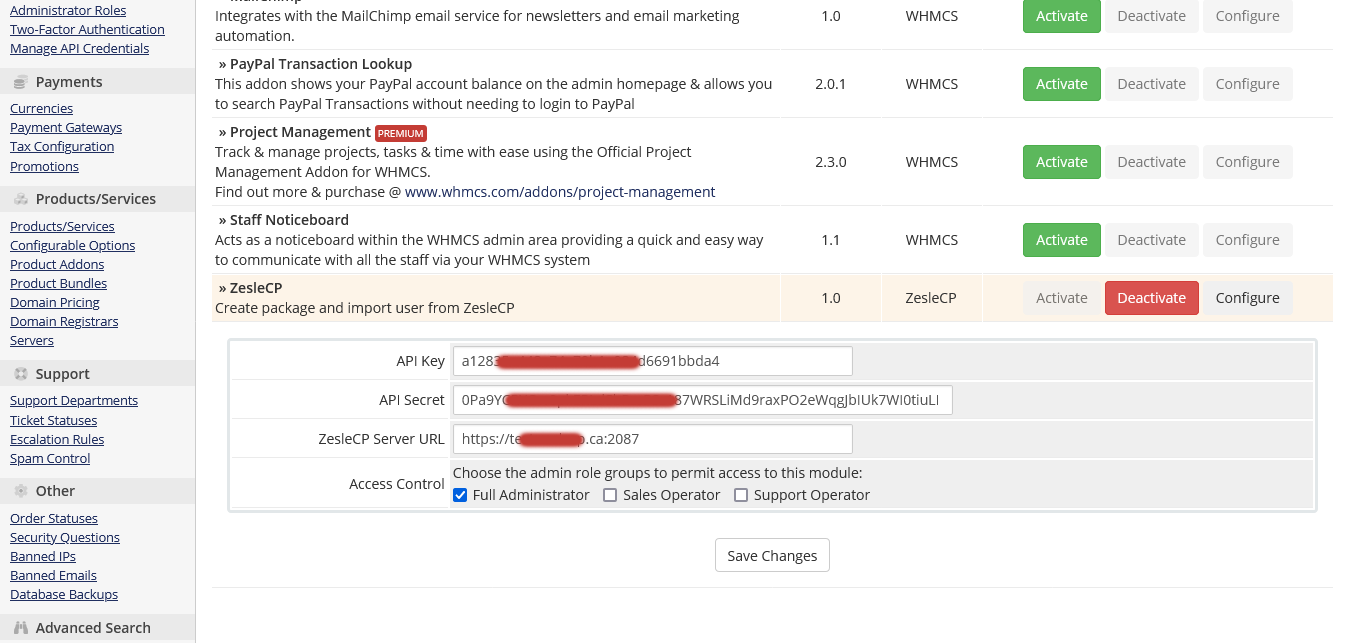 Administrator Roles
Two-Factor Authentication
Manage API Credentials
Payments
Currencies
Payment Gateways
Tax Configuration
Promotions
Products/Services
Products/Services
Configurable Options
Product Addons
Product Bundles
Domain Pricing
Domain Registrars
Servers
Support
Support Departments
Ticket Statuses
Escalation Rules
Spam Control
Other
Order Statuses
Security Questions
Banned IPs
Banned Emails
Database Backups
Advanced Search
Integrates with the MailChimp email service for newsletters and email marketing
automation.
1.0 WHMCS Activate Deactivate Configure
» PayPal Transaction Lookup
This addon shows your PayPal account balance on the admin homepage & allows you
to search PayPal Transactions without needing to login to PayPal
2.0.1 WHMCS Activate Deactivate Configure
» Project Management PREMIUM
Track & manage projects, tasks & time with ease using the Official Project
Management Addon for WHMCS.
Find out more & purchase @ www.whmcs.com/addons/project-management
2.3.0 WHMCS Activate Deactivate Configure
» Staff Noticeboard
Acts as a noticeboard within the WHMCS admin area providing a quick and easy way
to communicate with all the staff via your WHMCS system
1.1 WHMCS Activate Deactivate Configure
» ZesleCP
Create package and import user from ZesleCP
1.0 ZesleCP Activate Deactivate Configure
API Key a1283 d6691bbda4
API Secret 0Pa9Y
ZesleCP Server URL https://te .ca:2087
Access Control
Choose the admin role groups to permit access to this module:
Full Administrator Sales Operator Support Operator
Save Changes